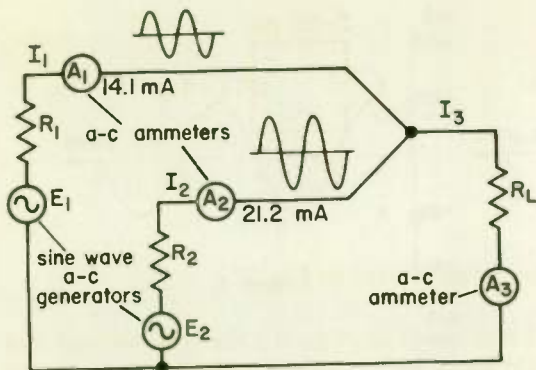 I1
A1
14.1 mA
R1
a-c ammeters
I3
E1
I2
A2
21.2 mA
RL
sine wave
a-c
generators
R2
a-c
ammeter
A3
E2